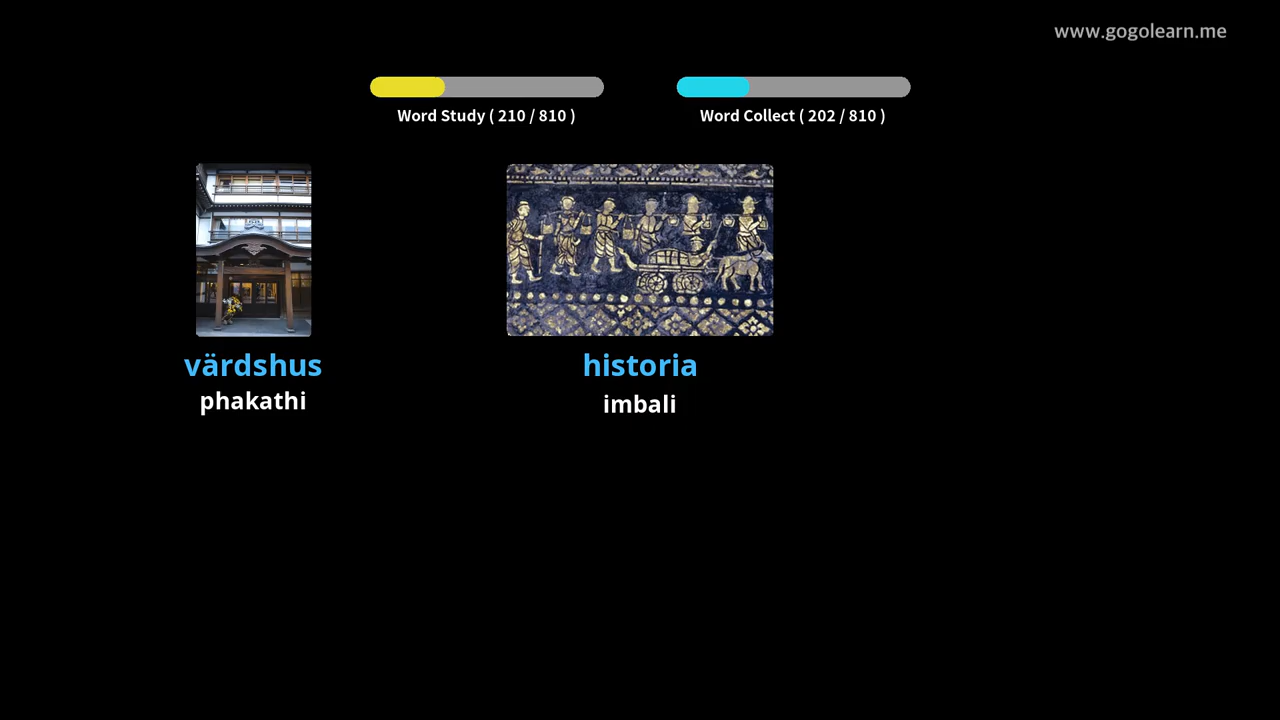 www.gogolearn.me
Word Study ( 210 / 810 )
Word Collect ( 202 / 810 )
värdshus
phakathi
historia
imbali